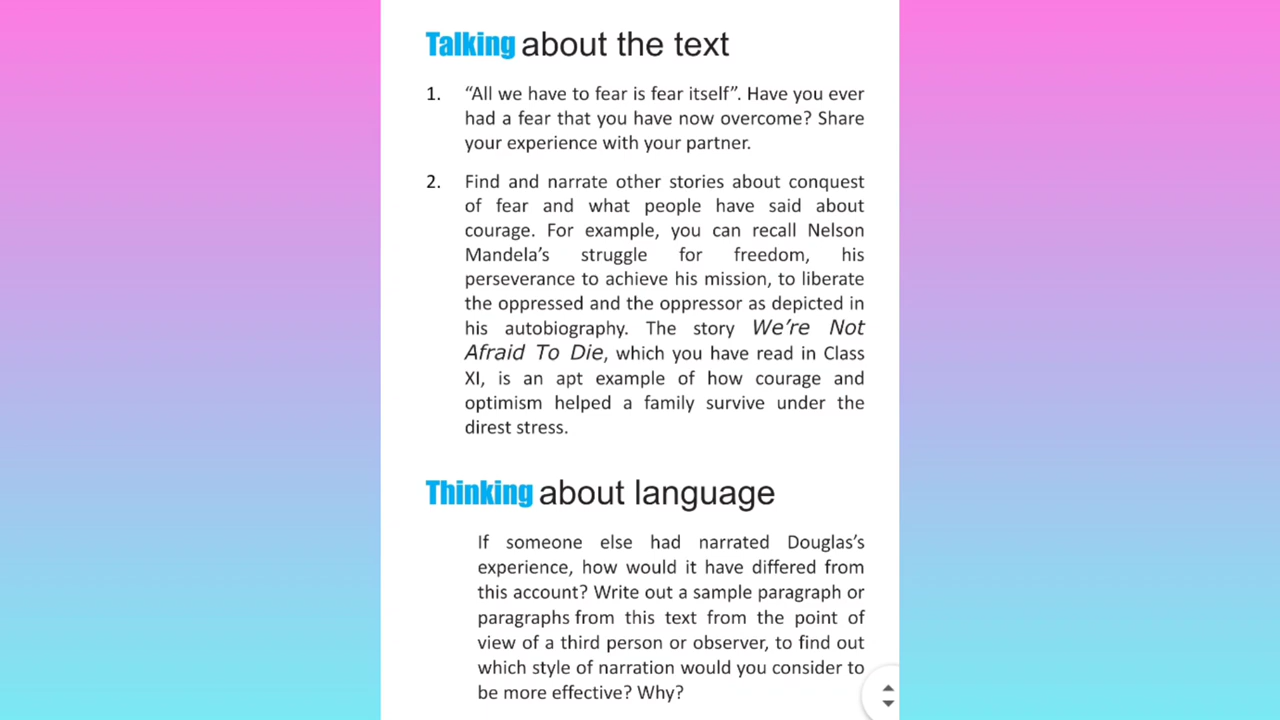 Talking about the text
1. “All we have to fear is fear itself”. Have you ever
had a fear that you have now overcome? Share
your experience with your partner.
2. Find and narrate other stories about conquest
of fear and what people have said about
courage. For example, you can recall Nelson
Mandela’s struggle for freedom, his
perseverance to achieve his mission, to liberate
the oppressed and the oppressor as depicted in
his autobiography. The story We’re Not
Afraid To Die, which you have read in Class
XI, is an apt example of how courage and
optimism helped a family survive under the
direst stress.
Thinking about language
If someone else had narrated Douglas’s
experience, how would it have differed from
this account? Write out a sample paragraph or
paragraphs from this text from the point of
view of a third person or observer, to find out
which style of narration would you consider to
be more effective? Why?